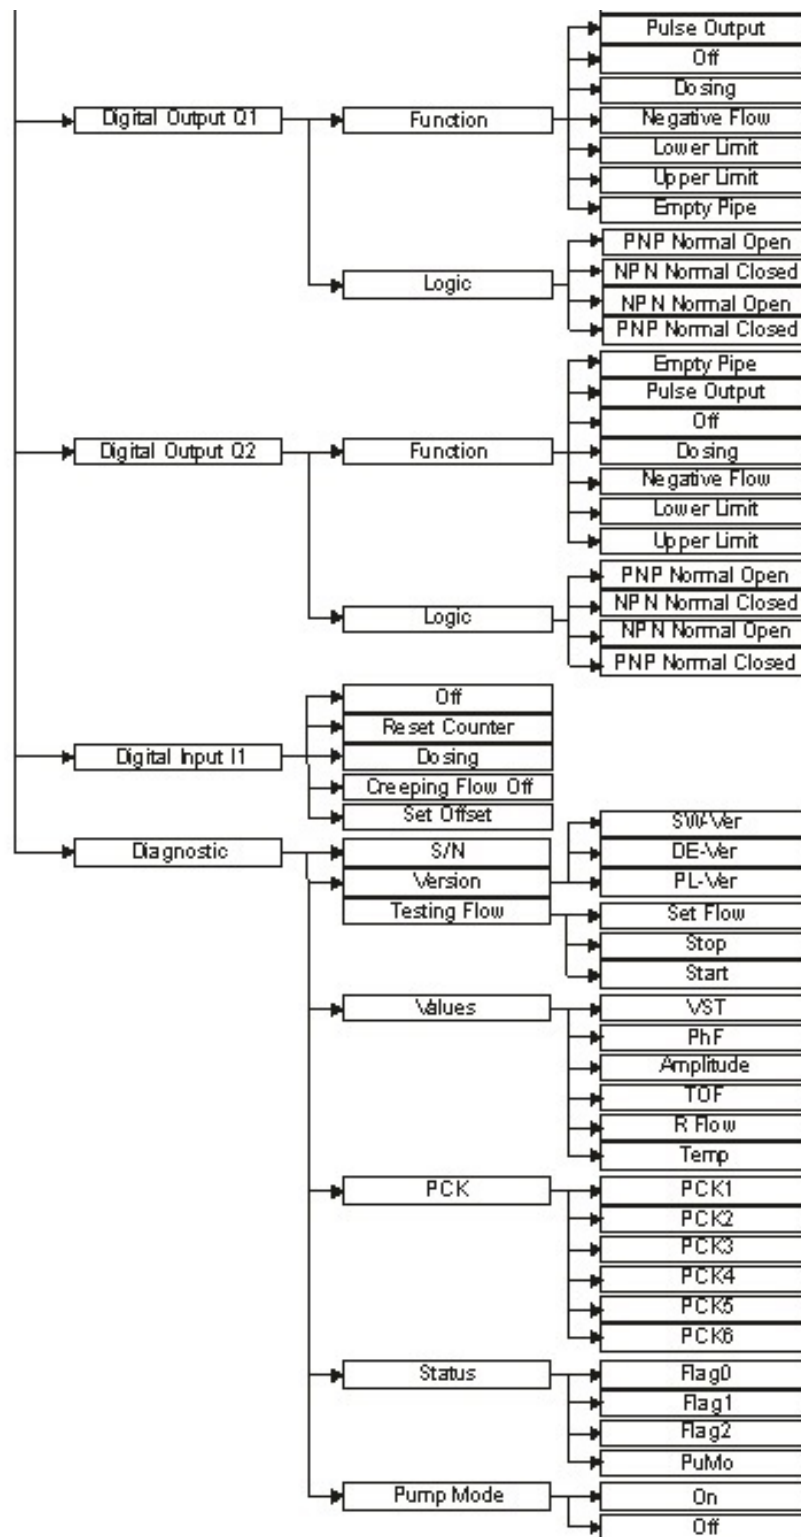 Pulse Output
Off
Dosing
Digital Output Q1
Function
Negative Flow
Lower Limit
Upper Limit
Empty Pipe
PNP Normal Open
Logic
NPN Normal Closed
NPN Normal Open
PNP Normal Closed
Empty Pipe
Pulse Output
Off
Digital Output Q2
Function
Dosing
Negative Flow
Lower Limit
Upper Limit
PNP Normal Open
NPN Normal Closed
Logic
NPN Normal Open
PNP Normal Closed
Off
Reset Counter
Digital Input I1
Dosing
Creeping Flow Off
Set Offset
SW-Ver
Diagnostic
S/N
DE-Ver
Version
PL-Ver
Testing Flow
Set Flow
Stop
Start
Values
VST
PhF
Amplitude
TOF
R Flow
Temp
PCK
PCK1
PCK2
PCK3
PCK4
PCK5
PCK6
Status
Flag0
Flag1
Flag2
PuMo
Pump Mode
On
Off